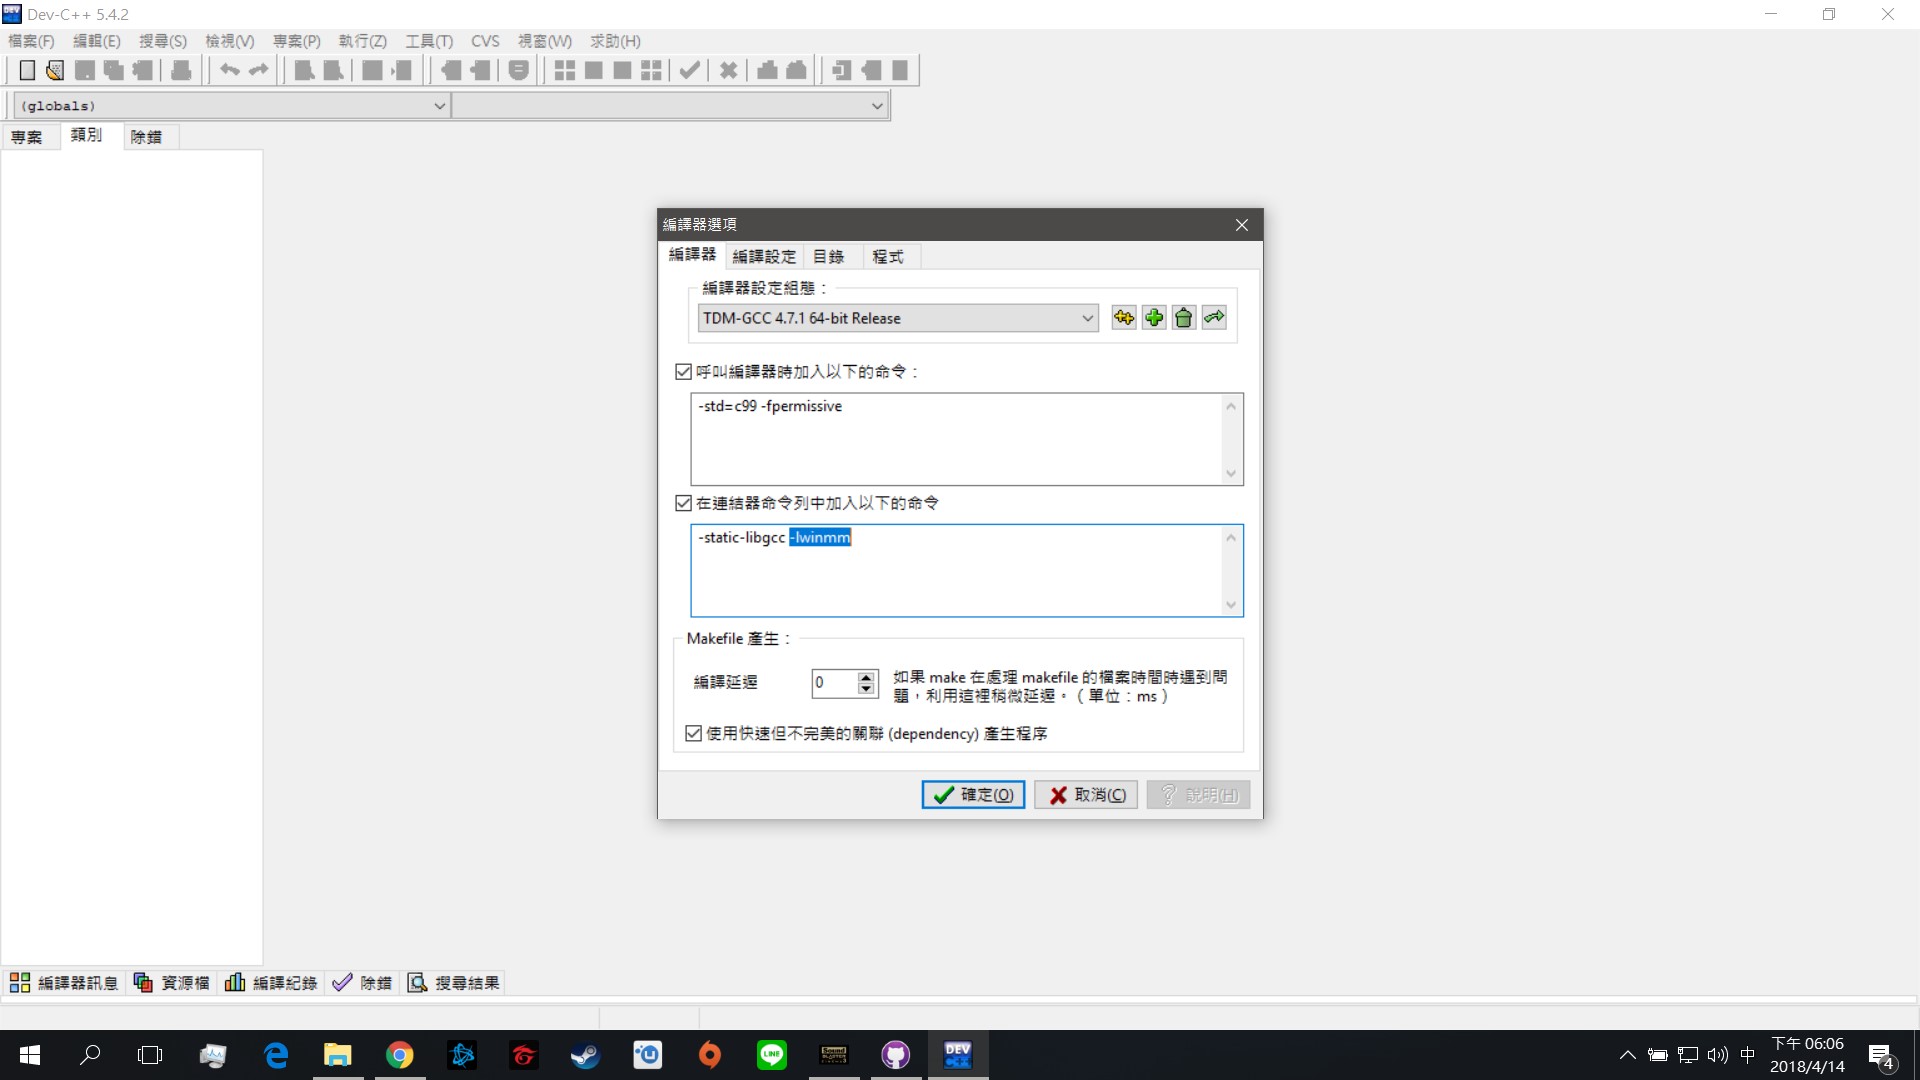 Dev-C++ 5.4.2
檔案(F) 編輯(E) 搜尋(S) 檢視(V) 專案(P) 執行(Z) 工具(T) CVS 視窗(W) 求助(H)
(globals)
專案 類別 除錯
編譯器選項
編譯器 編譯設定 目錄 程式
編譯器設定組態：
TDM-GCC 4.7.1 64-bit Release
呼叫編譯器時加入以下的命令：
-std=c99 -fpermissive
在連結器命令列中加入以下的命令
-static-libgcc -lwinmm
Makefile 產生：
編譯延遲 0 如果 make 在處理 makefile 的檔案時間時遇到問
題，利用這裡稍微延遲。（單位：ms）
使用快速但不完美的關聯 (dependency) 產生程序
確定(O) 取消(C) 說明(H)
編譯器訊息 資源檔 編譯紀錄 除錯 搜尋結果
LINE
DEV C++
中
下午 06:06
2018/4/14
4